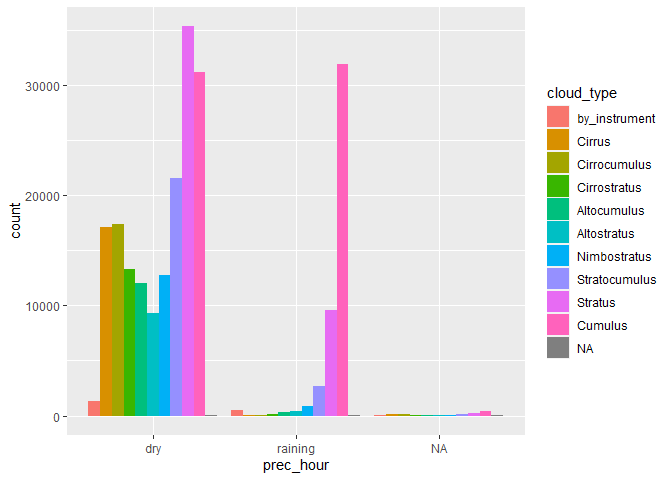 cloud_type
by_instrument
Cirrus
Cirrocumulus
Cirrostratus
Altocumulus
Altostratus
Nimbostratus
Stratocumulus
Stratus
Cumulus
NA
count
30000
20000
10000
0
dry raining NA
prec_hour